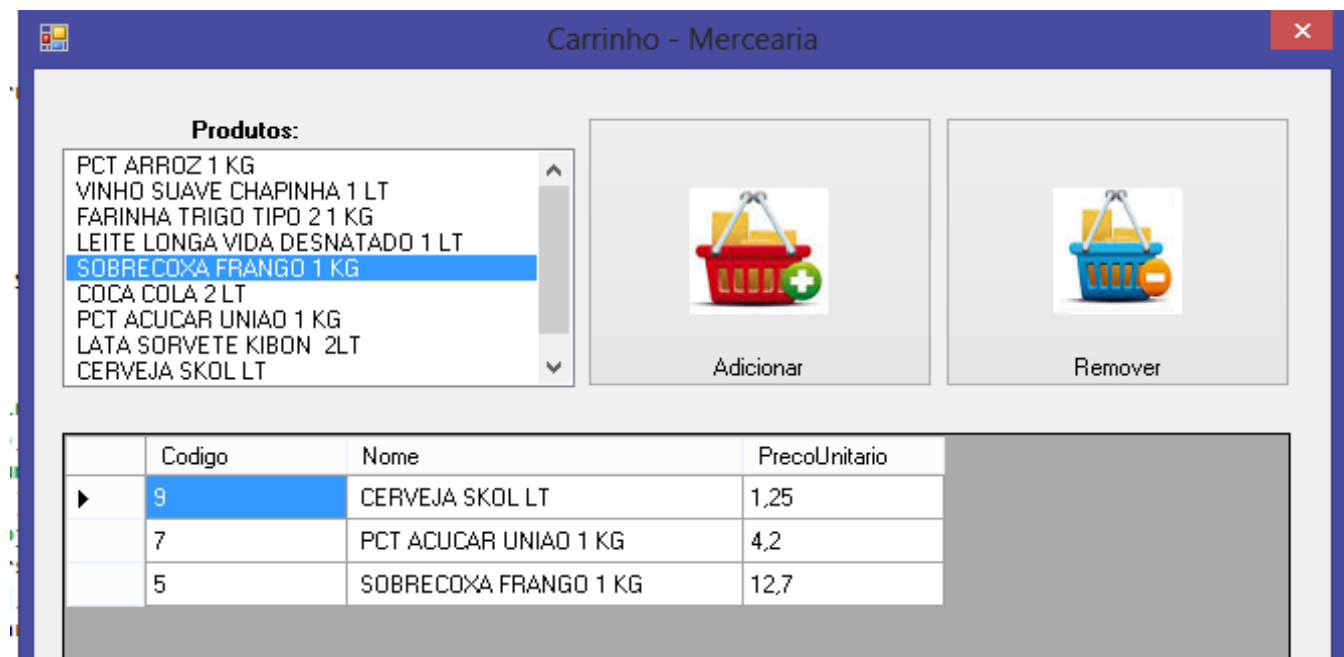 Carrinho - Mercearia
Produtos:
PCT ARROZ 1 KG
VINHO SUAVE CHAPINHA 1 LT
FARINHA TRIGO TIPO 2 1 KG
LEITE LONGA VIDA DESNATADO 1 LT
SOBRECOXA FRANGO 1 KG
COCA COLA 2 LT
PCT ACUCAR UNIAO 1 KG
LATA SORVETE KIBON  2LT
CERVEJA SKOL LT
Adicionar
Remover
Codigo Nome PrecoUnitario
9 CERVEJA SKOL LT 1,25
7 PCT ACUCAR UNIAO 1 KG 4,2
5 SOBRECOXA FRANGO 1 KG 12,7